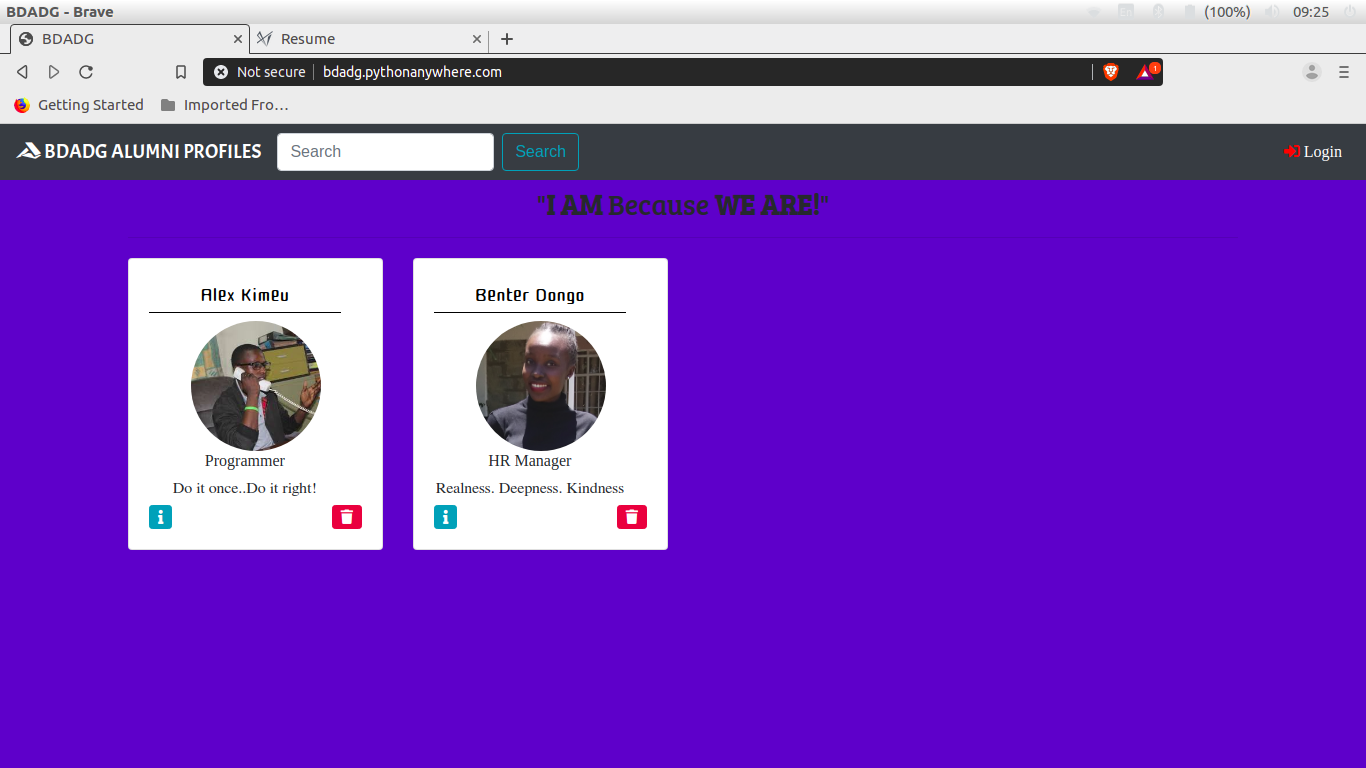 BDADG - Brave
En (100%) 09:25
BDADG
Resume
Not secure bdadg.pythonanywhere.com
1
Getting Started Imported Fro…
BDADG ALUMNI PROFILES Search Search Login
"I AM Because WE ARE!"
Alex Kimeu
Programmer
Do it once..Do it right!
Benter Oongo
HR Manager
Realness. Deepness. Kindness